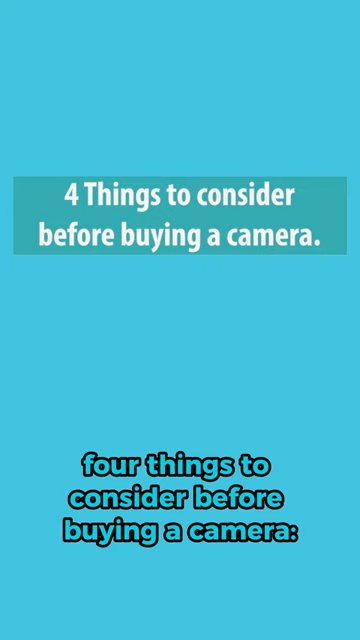 4 Things to consider
before buying a camera.
four things to
consider before
buying a camera: